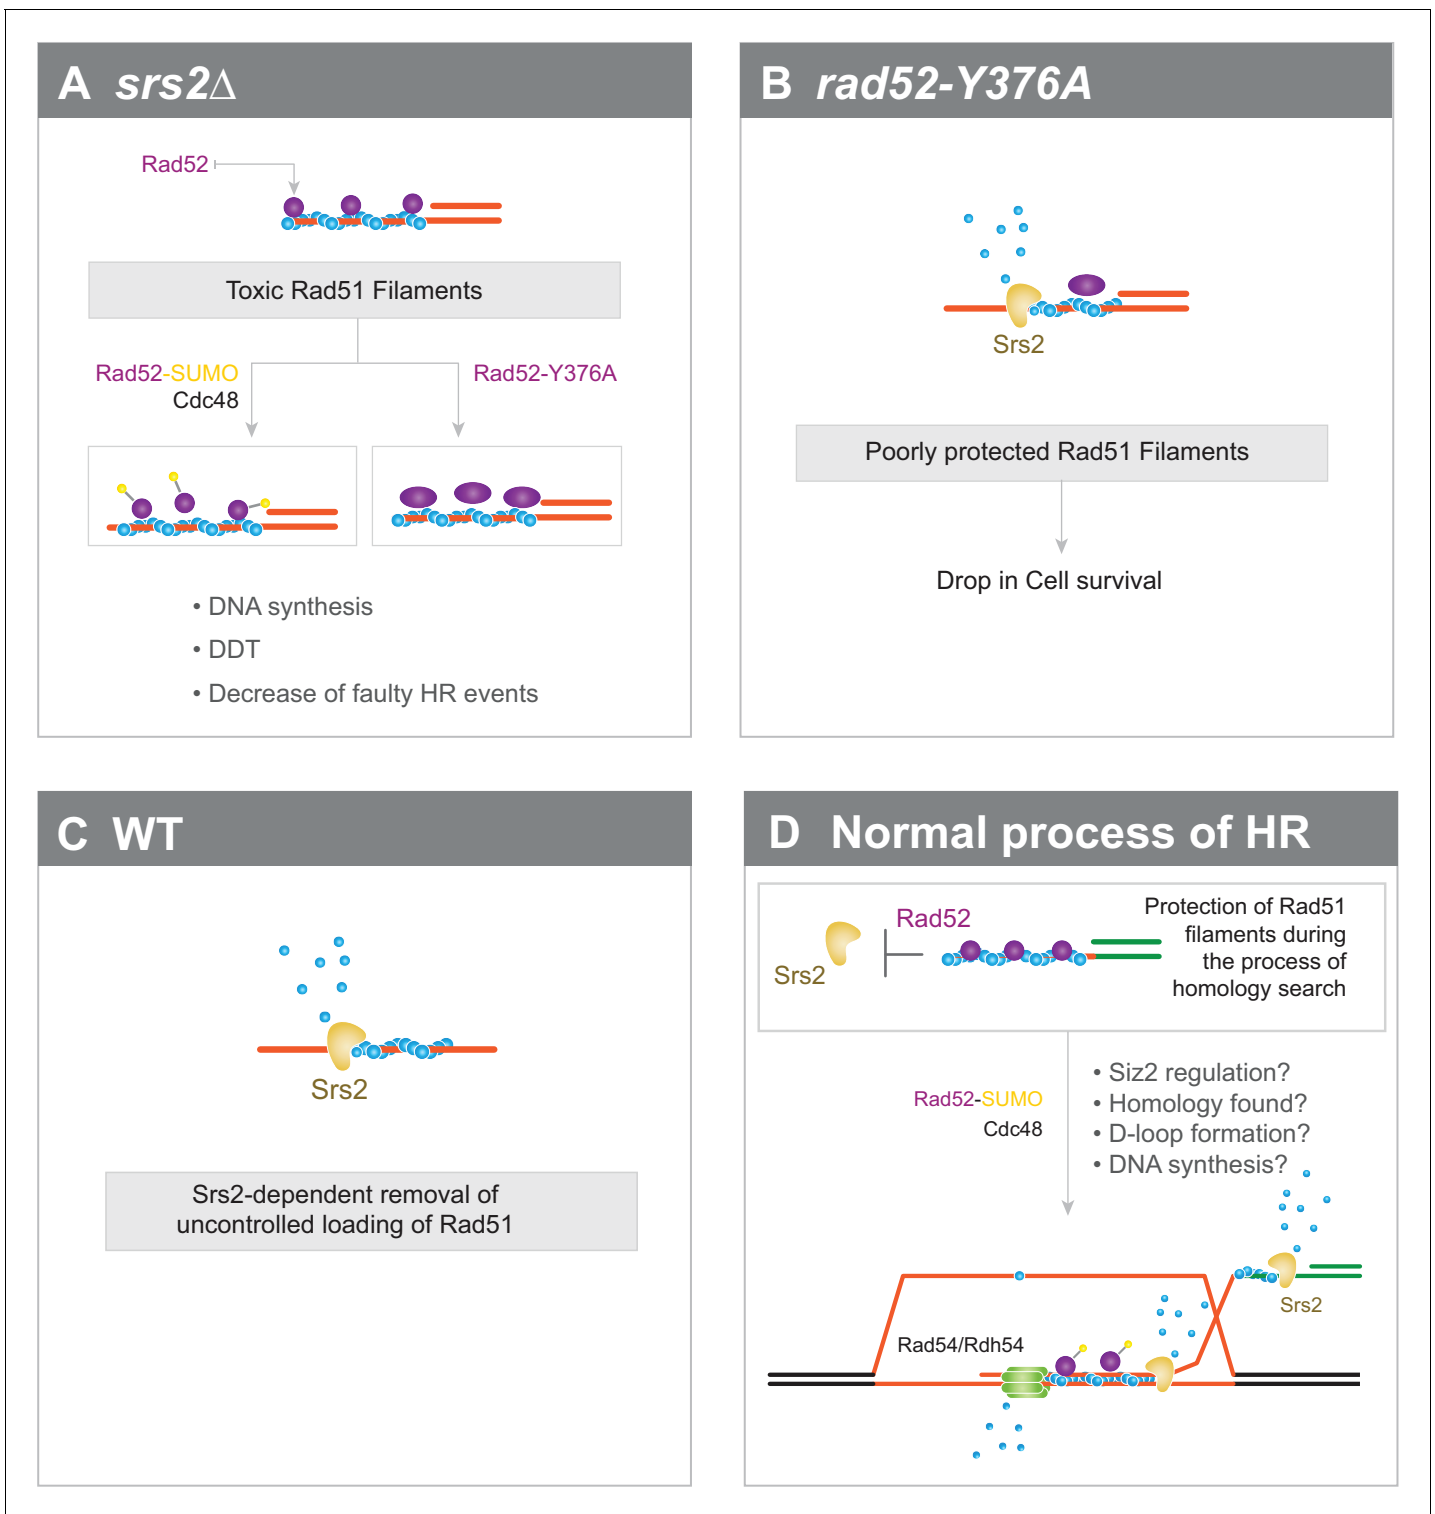 A srs2Δ
Rad52
Toxic Rad51 Filaments
Rad52-SUMO
Cdc48
Rad52-Y376A
• DNA synthesis
• DDT
• Decrease of faulty HR events
B rad52-Y376A
Srs2
Poorly protected Rad51 Filaments
Drop in Cell survival
C WT
Srs2
Srs2-dependent removal of
uncontrolled loading of Rad51
D Normal process of HR
Srs2
Rad52
Protection of Rad51
filaments during
the process of
homology search
Rad52-SUMO
Cdc48
• Siz2 regulation?
• Homology found?
• D-loop formation?
• DNA synthesis?
Srs2
Rad54/Rdh54